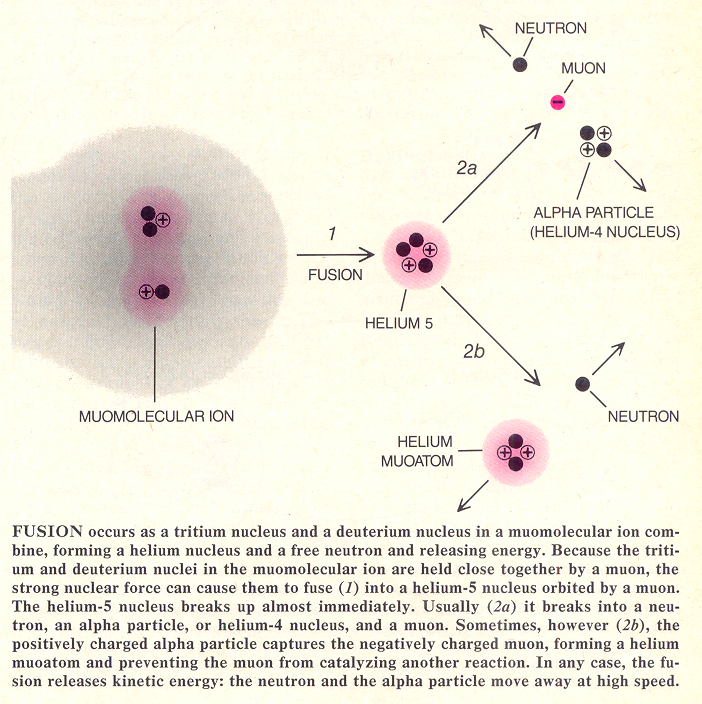 NEUTRON
MUON
2a
ALPHA PARTICLE
(HELIUM-4 NUCLEUS)
1
FUSION
HELIUM 5
2b
MUOMOLECULAR ION
NEUTRON
HELIUM
MUOATOM
FUSION occurs as a tritium nucleus and a deuterium nucleus in a muomolecular ion com-
bine, forming a helium nucleus and a free neutron and releasing energy. Because the triti-
um and deuterium nuclei in the muomolecular ion are held close together by a muon, the
strong nuclear force can cause them to fuse (1) into a helium-5 nucleus orbited by a muon.
The helium-5 nucleus breaks up almost immediately. Usually (2a) it breaks into a neu-
tron, an alpha particle, or helium-4 nucleus, and a muon. Sometimes, however (2b), the
positively charged alpha particle captures the negatively charged muon, forming a helium
muoatom and preventing the muon from catalyzing another reaction. In any case, the fu-
sion releases kinetic energy: the neutron and the alpha particle move away at high speed.